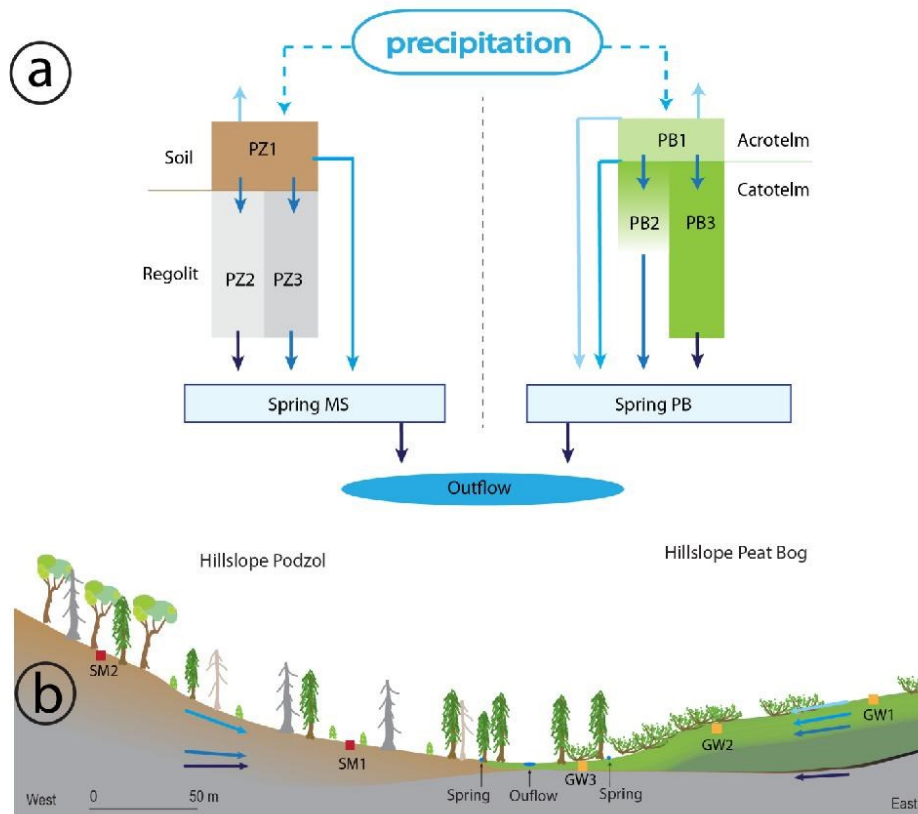 a
precipitation
Soil
PZ1
PB1
Acrotelm
Catotelm
Regolit
PZ2
PZ3
PB2
PB3
Spring MS
Spring PB
Outflow
b
Hillslope Podzol
Hillslope Peat Bog
SM2
SM1
GW1
GW2
GW3
Spring
Ouflow
Spring
West
0
50 m
East